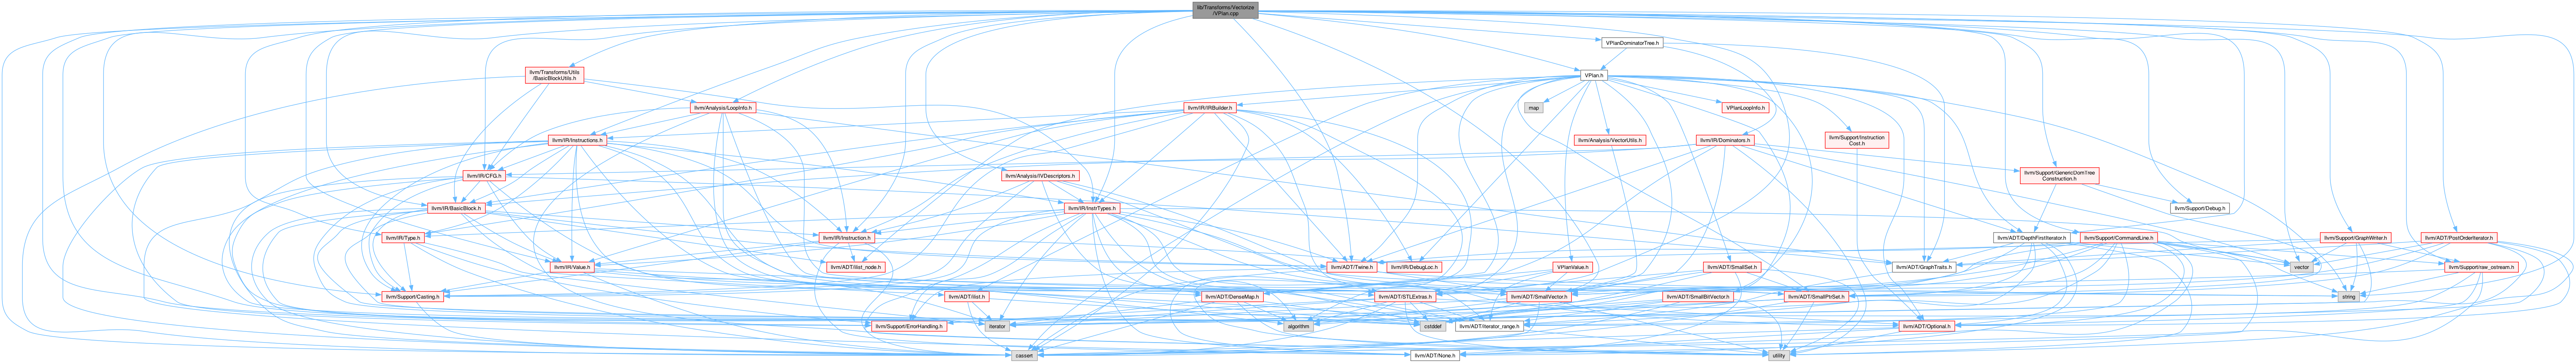 lib/Transforms/Vectorize
/VPlan.cpp
VPlanDominatorTree.h
llvm/Transforms/Utils
/BasicBlockUtils.h
VPlan.h
llvm/Analysis/LoopInfo.h
llvm/IR/IRBuilder.h
map
VPlanLoopInfo.h
llvm/IR/Instructions.h
llvm/Analysis/VectorUtils.h
llvm/IR/Dominators.h
llvm/Support/Instruction
Cost.h
llvm/IR/CFG.h
llvm/Analysis/IVDescriptors.h
llvm/Support/GenericDomTree
Construction.h
llvm/IR/BasicBlock.h
llvm/IR/InstrTypes.h
llvm/Support/Debug.h
llvm/IR/Type.h
llvm/IR/Instruction.h
llvm/ADT/DepthFirstIterator.h
llvm/Support/CommandLine.h
llvm/Support/GraphWriter.h
llvm/ADT/PostOrderIterator.h
llvm/IR/Value.h
llvm/ADT/ilist_node.h
llvm/ADT/Twine.h
llvm/IR/DebugLoc.h
VPlanValue.h
llvm/ADT/SmallSet.h
llvm/ADT/GraphTraits.h
vector
llvm/Support/raw_ostream.h
llvm/Support/Casting.h
llvm/ADT/ilist.h
llvm/ADT/DenseMap.h
llvm/ADT/STLExtras.h
llvm/ADT/SmallVector.h
llvm/ADT/SmallBitVector.h
llvm/ADT/SmallPtrSet.h
string
llvm/Support/ErrorHandling.h
iterator
algorithm
cstddef
llvm/ADT/iterator_range.h
llvm/ADT/Optional.h
cassert
llvm/ADT/None.h
utility